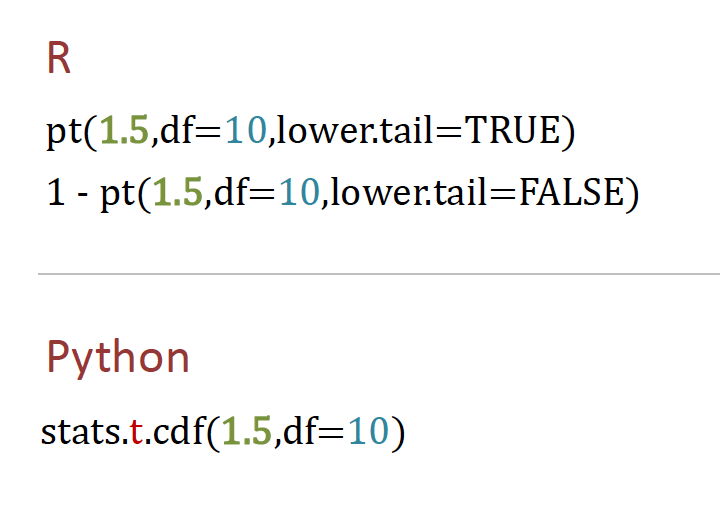 R
pt(1.5,df=10,lower.tail=TRUE)
1 - pt(1.5,df=10,lower.tail=FALSE)
Python
stats.t.cdf(1.5,df=10)